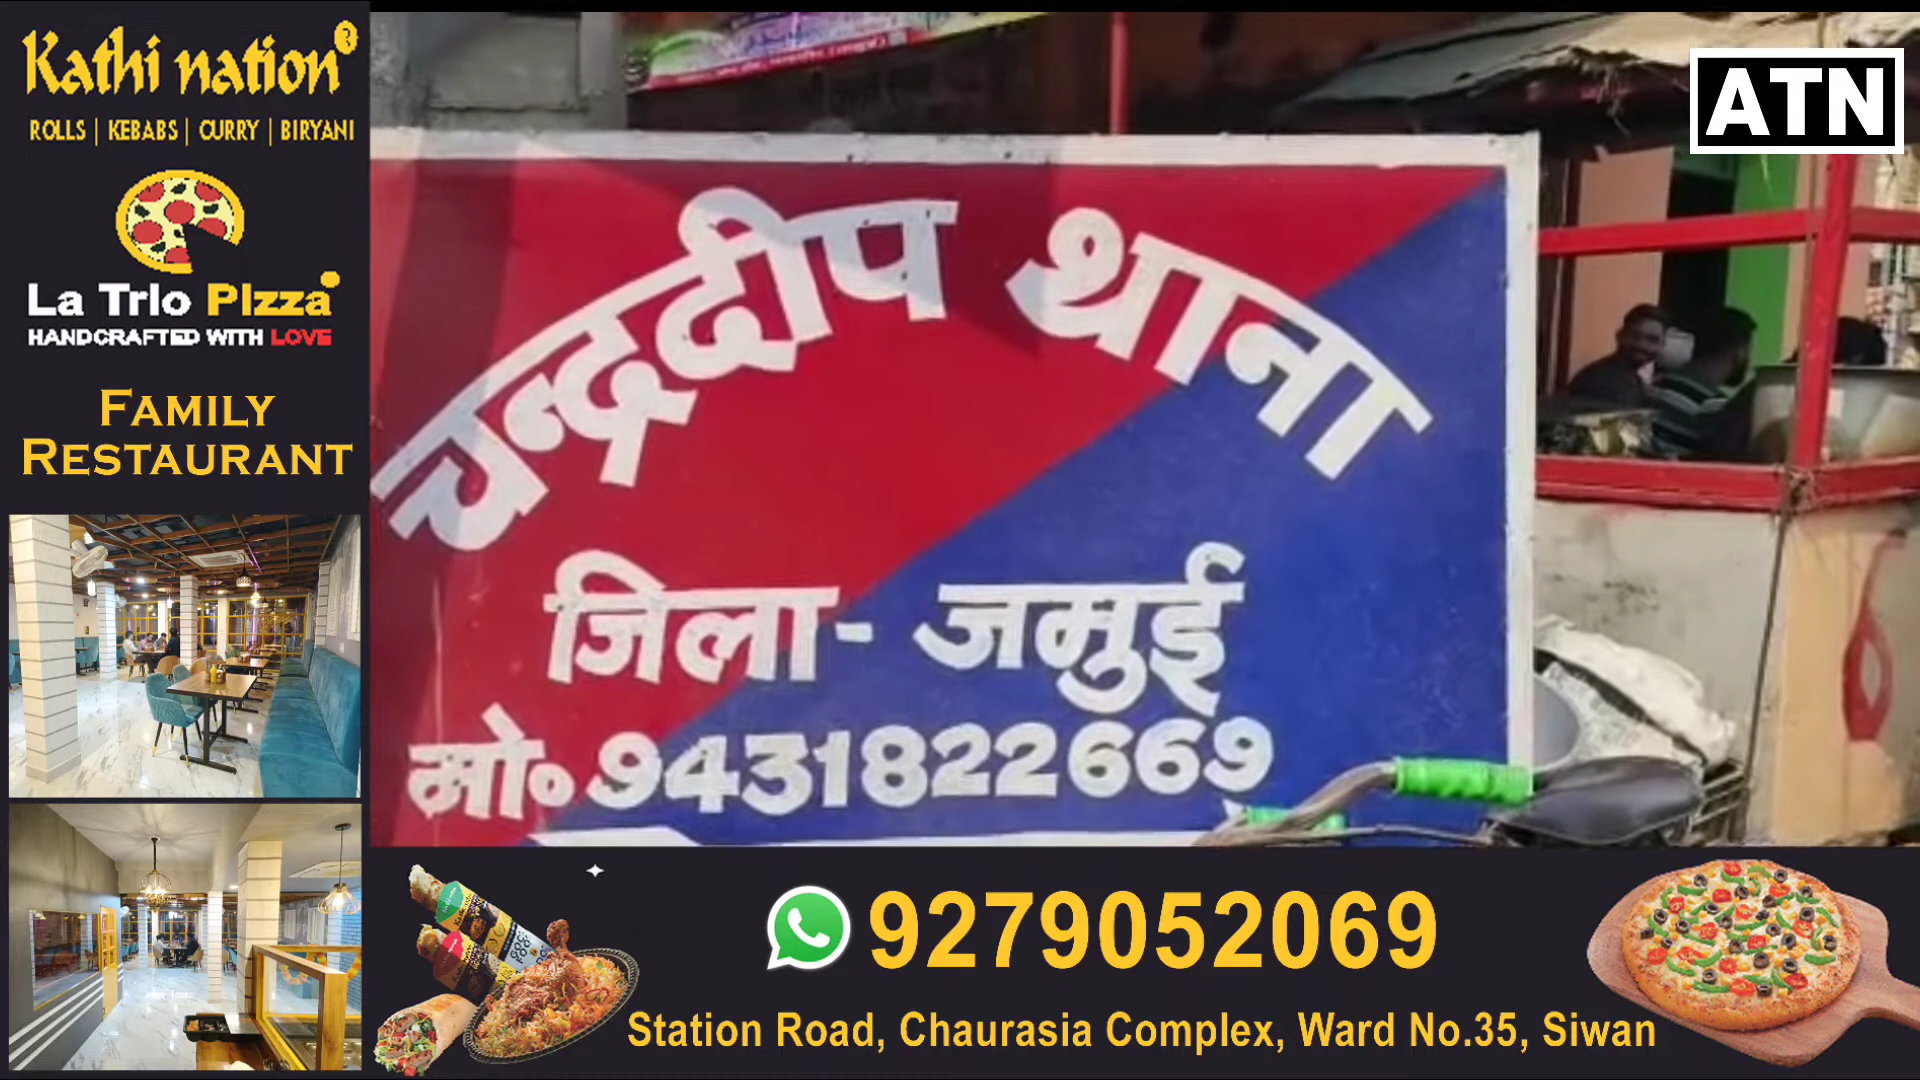 Kathi nation
ROLLS | KEBABS | CURRY | BIRYANI
La TrIo PIzza
HANDCRAFTED WITH LOVE
FAMILY
RESTAURANT
ATN
चन्द्रदीप थाना
जिला - जमुई
मो० 9431822669
9279052069
Station Road, Chaurasia Complex, Ward No.35, Siwan